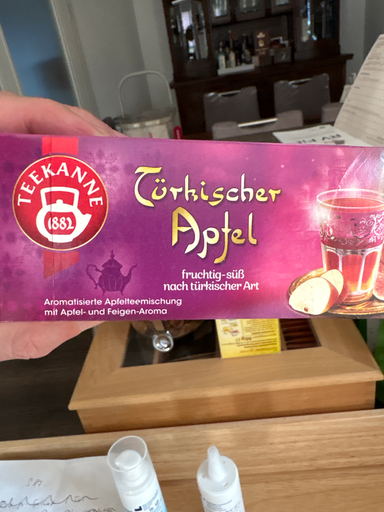 TEEKANNE
1882
Türkischer
Apfel
fruchtig-süß
nach türkischer Art
Aromatisierte Apfelteemischung
mit Apfel- und Feigen-Aroma